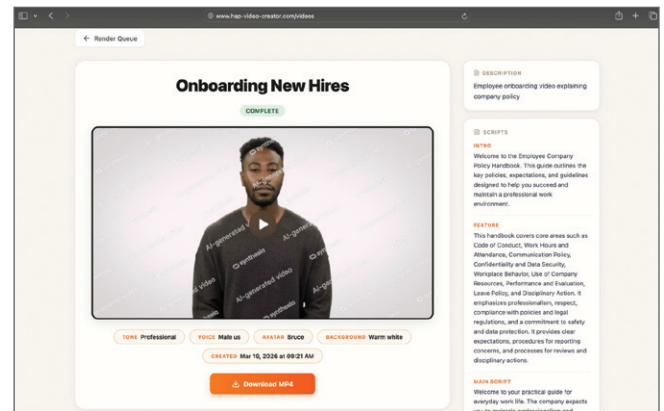 www.hap-video-creator.com/videos
← Render Queue
Onboarding New Hires
COMPLETE
AI-generated video
synthesia
AI-generated video
synthesia
AI-generated video
synthesia
AI-generated video
synthesia
TONE Professional
VOICE Male us
AVATAR Bruce
BACKGROUND Warm white
CREATED Mar 16, 2026 at 09:21 AM
Download MP4
DESCRIPTION
Employee onboarding video explaining
company policy
SCRIPTS
INTRO
Welcome to the Employee Company
Policy Handbook. This guide outlines the
key policies, expectations, and guidelines
designed to help you succeed and
maintain a professional work
environment.
FEATURE
This handbook covers core areas such as
Code of Conduct, Work Hours and
Attendance, Communication Policy,
Confidentiality and Data Security,
Workplace Behavior, Use of Company
Resources, Performance and Evaluation,
Leave Policy, and Disciplinary Action. It
emphasizes professionalism, respect,
compliance with policies and legal
regulations, and a commitment to safety
and data protection. It provides clear
expectations, procedures for reporting
concerns, and processes for reviews and
disciplinary actions.
MAIN SCRIPT
Welcome to your practical guide for
everyday work life. The company expects